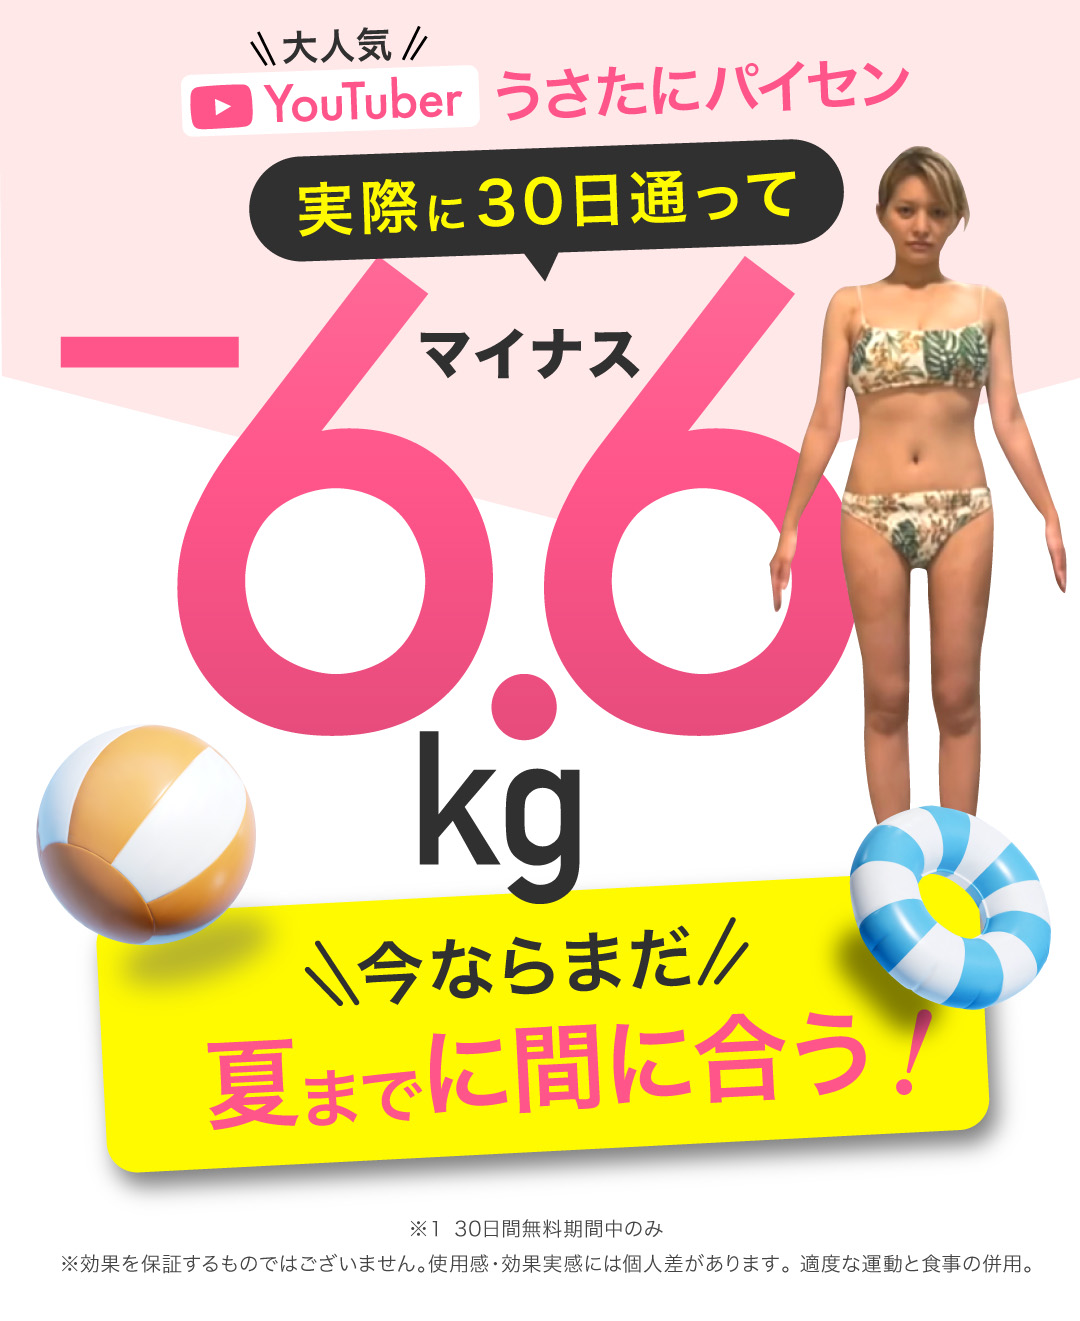 大人気
YouTuber うさたにパイセン
実際に30日通って
マイナス
-6.6
kg
今ならまだ
夏までに間に合う!
※1 30日間無料期間中のみ
※効果を保証するものではございません。使用感・効果実感には個人差があります。適度な運動と食事の併用。